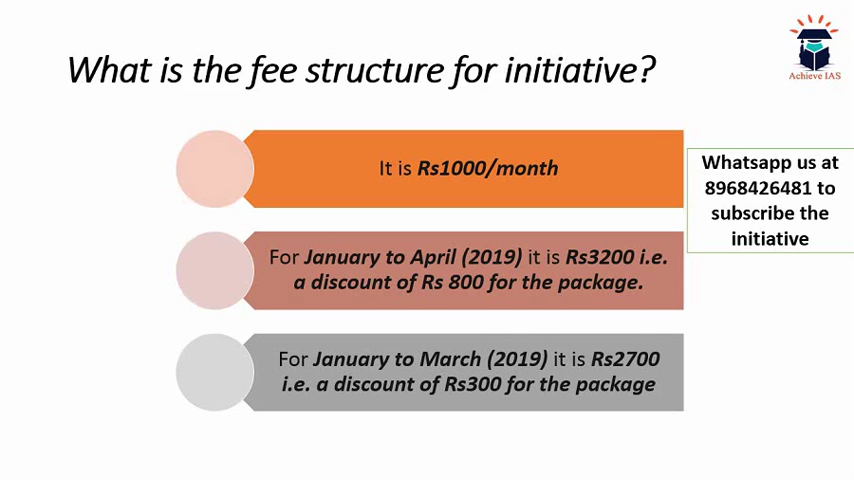 What is the fee structure for initiative?
Achieve IAS
It is Rs1000/month
Whatsapp us at
8968426481 to
subscribe the
initiative
For January to April (2019) it is Rs3200 i.e.
a discount of Rs 800 for the package.
For January to March (2019) it is Rs2700
i.e. a discount of Rs300 for the package